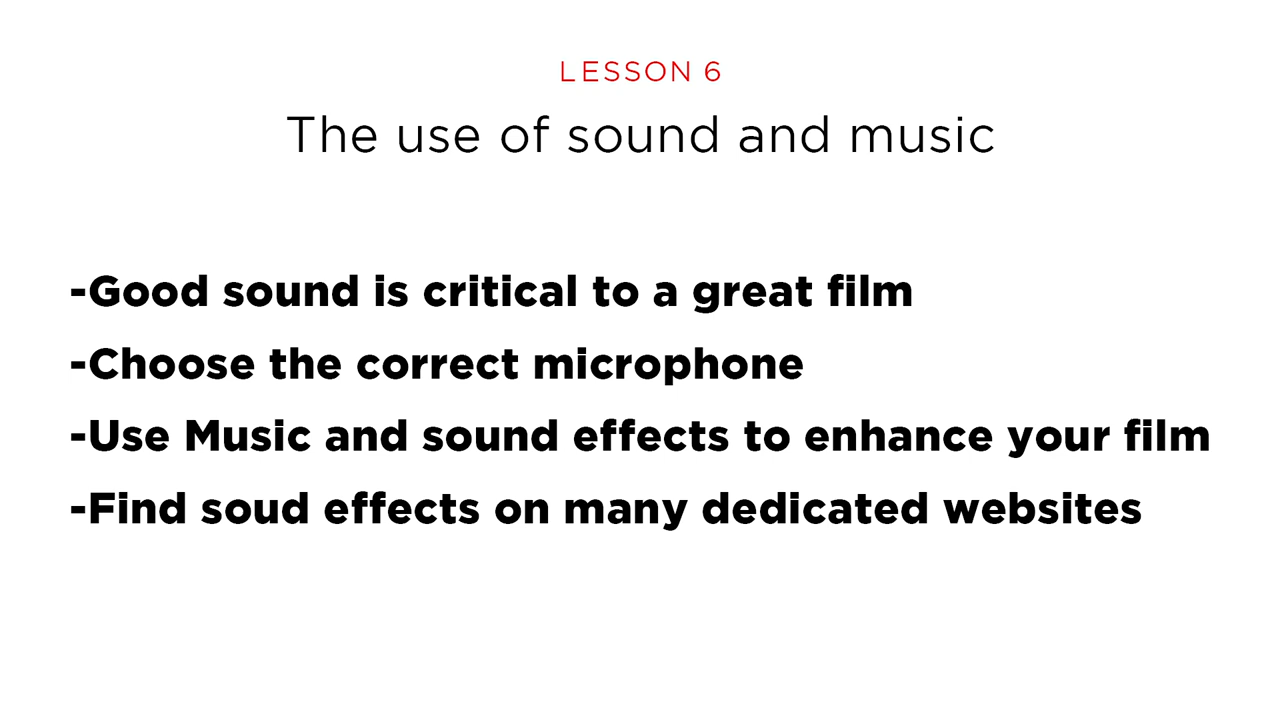 LESSON 6
The use of sound and music
-Good sound is critical to a great film
-Choose the correct microphone
-Use Music and sound effects to enhance your film
-Find soud effects on many dedicated websites